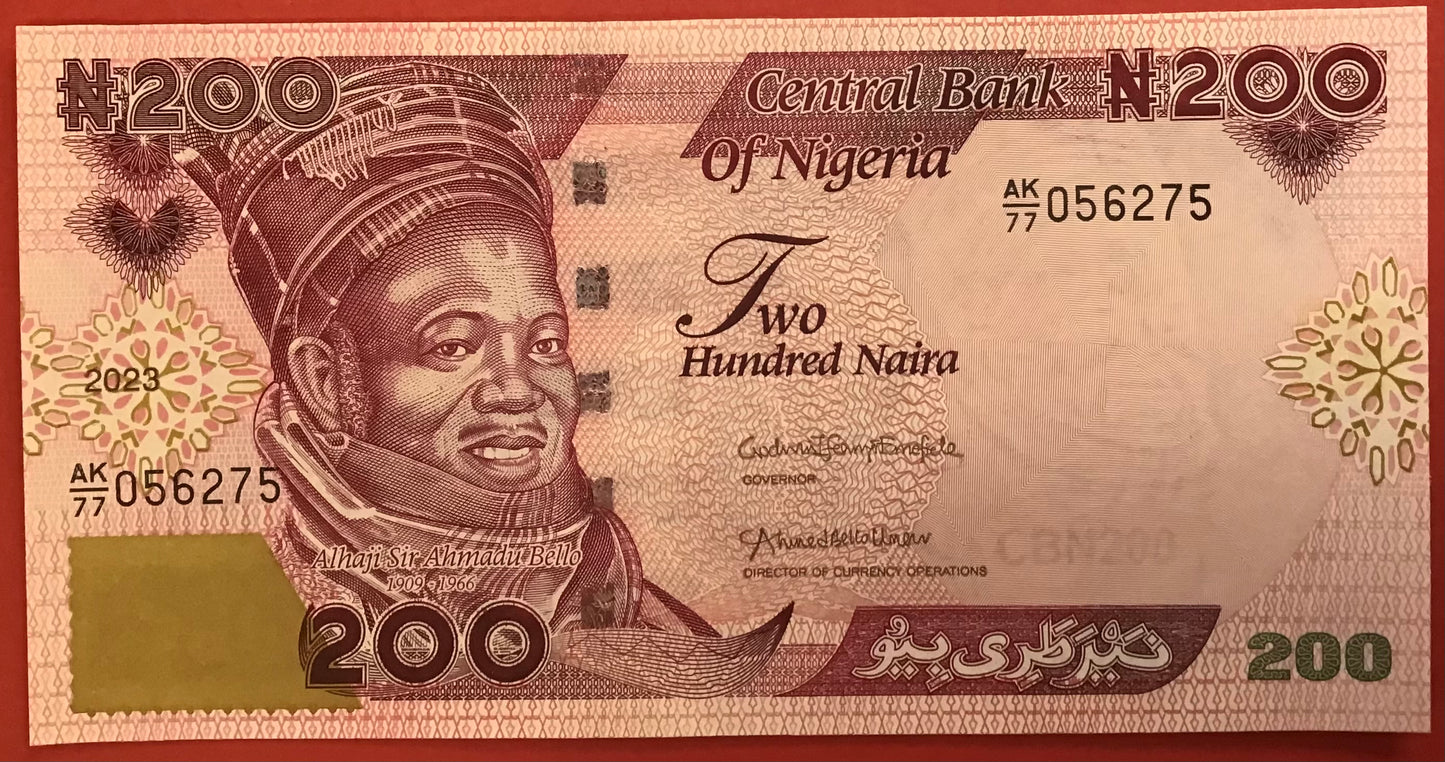 ₦200
Central Bank
Of Nigeria
₦200
AK
77 056275
Two
Hundred Naira
2023
GOVERNOR
AK
77 056275
Alhaji Sir Ahmadu Bello
1909 - 1966
DIRECTOR OF CURRENCY OPERATIONS
CBN200
200
نَيْرَ طَرِى بِيُو
200